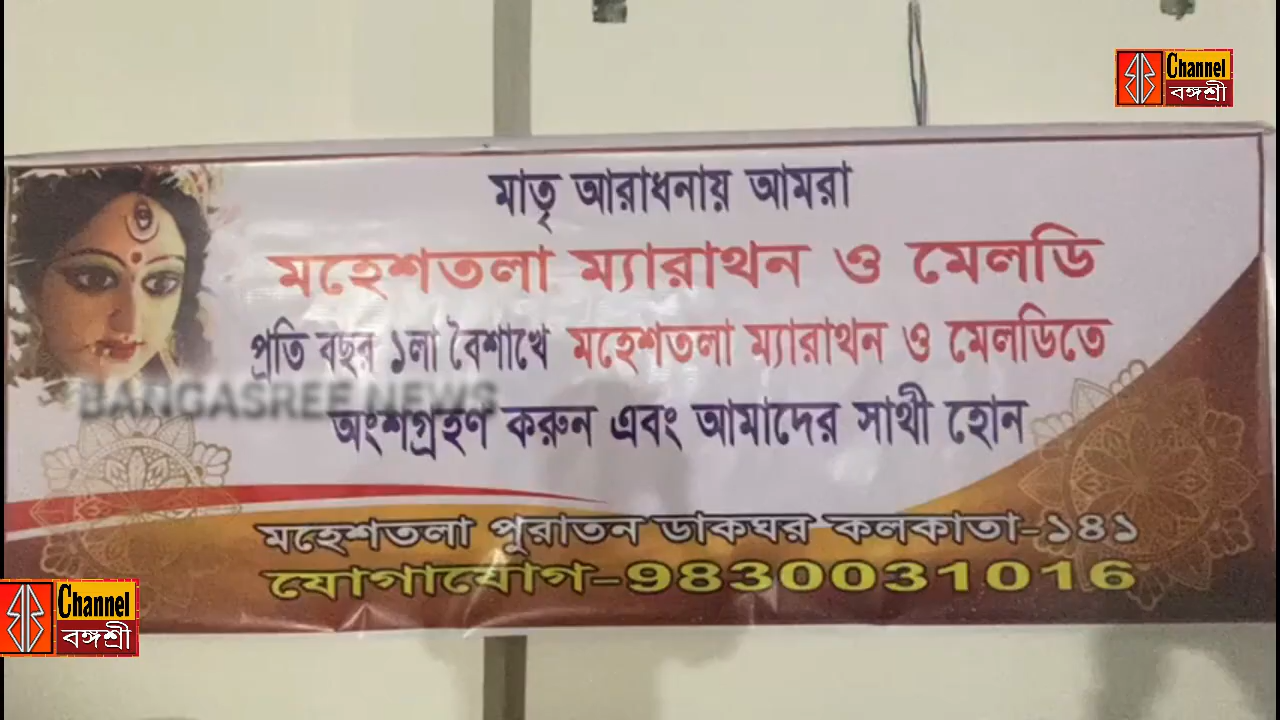 Channel
বঙ্গশ্রী
মাতৃ আরাধনায় আমরা
মহেশতলা ম্যারাথন ও মেলডি
প্রতি বছর ১লা বৈশাখে মহেশতলা ম্যারাথন ও মেলডিতে
BANGASREE NEWS
অংশগ্রহণ করুন এবং আমাদের সাথী হোন
মহেশতলা পুরাতন ডাকঘর কলকাতা-১৪১
যোগাযোগ-9830031016
Channel
বঙ্গশ্রী